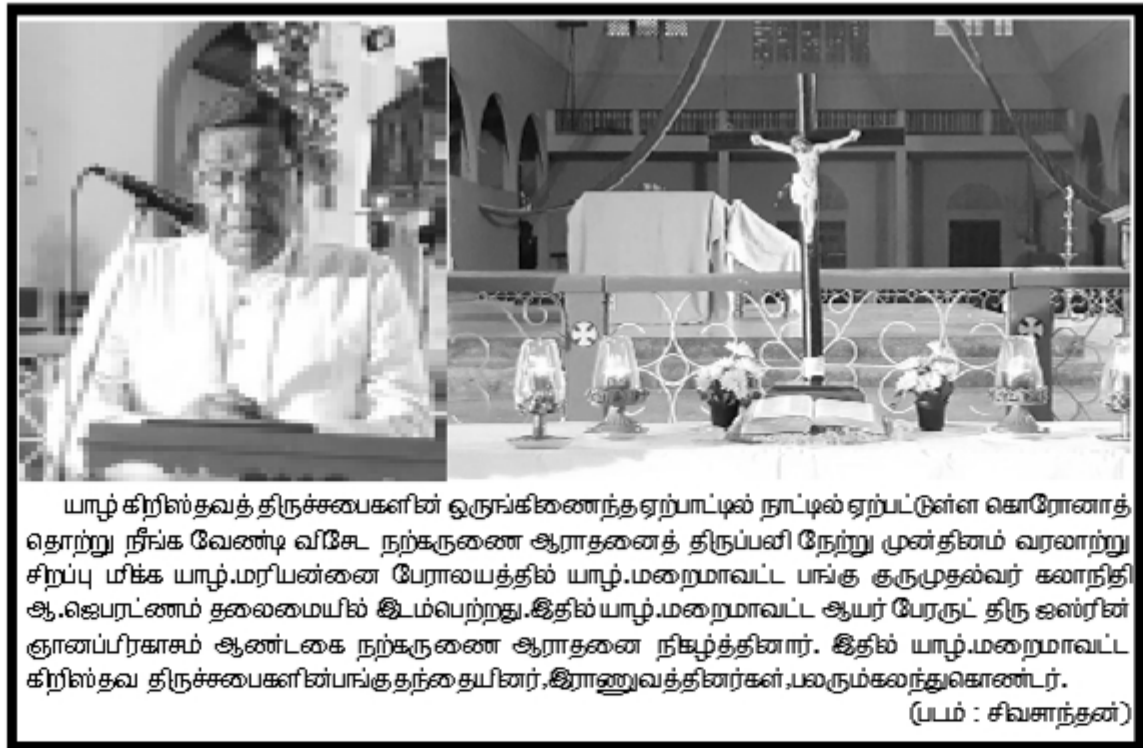 யாழ் கிறிஸ்தவத் திருச்சபைகளின் ஒருங்கிணைந்த ஏற்பாட்டில் நாட்டில் ஏற்பட்டுள்ள கொரோனாத்
தொற்று நீங்க வேண்டி விசேட நற்கருணை ஆராதனைத் திருப்பலி நேற்று முன்தினம் வரலாற்று
சிறப்பு மிக்க யாழ்.மரியன்னை பேராலயத்தில் யாழ்.மறைமாவட்ட பங்கு குருமுதல்வர் கலாநிதி
ஆ.ஜெபரட்ணம் தலைமையில் இடம்பெற்றது.இதில் யாழ்.மறைமாவட்ட ஆயர் பேரருட் திரு ஜஸ்ரின்
ஞானப்பிரகாசம் ஆண்டகை நற்கருணை ஆராதனை நிகழ்த்தினார். இதில் யாழ்.மறைமாவட்ட
கிறிஸ்தவ திருச்சபைகளின்பங்குதந்தையினர்,இராணுவத்தினர்கள்,பலரும்கலந்துகொண்டர்.
(படம் : சிவசாந்தன்)